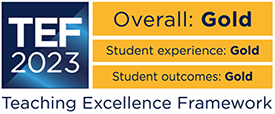 TEF
2023
Overall: Gold
Student experience: Gold
Student outcomes: Gold
Teaching Excellence Framework